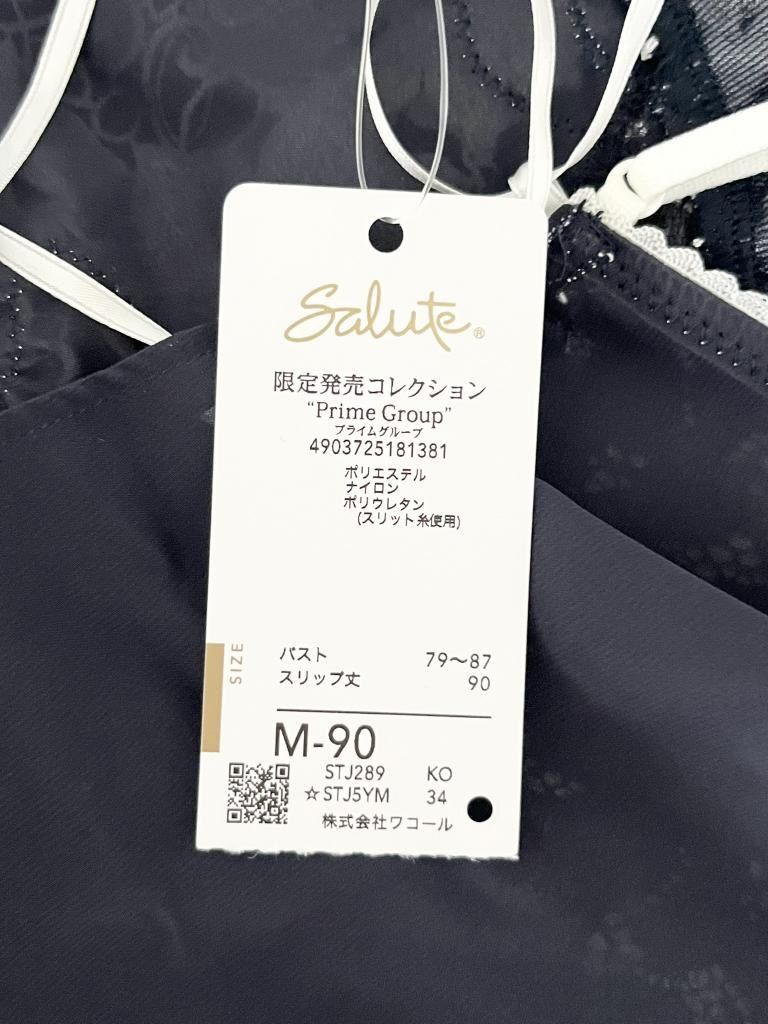 Salute®
限定発売コレクション
“Prime Group”
プライムグループ
4903725181381
ポリエステル
ナイロン
ポリウレタン
(スリット糸使用)
SIZE
バスト 79〜87
スリップ丈 90
M-90
STJ289 KO
☆STJ5YM 34
株式会社ワコール